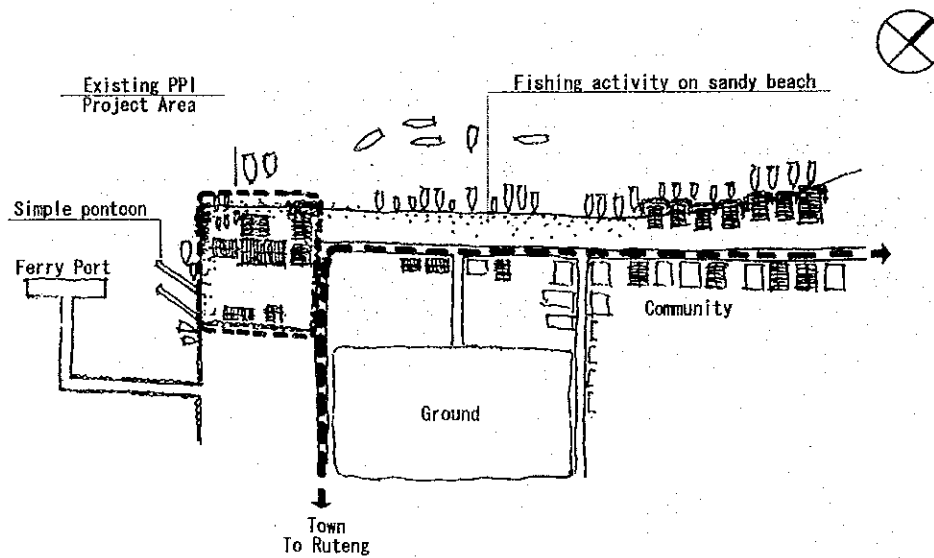 Existing PPI
Project Area
Fishing activity on sandy beach
Simple pontoon
Ferry Port
Community
Ground
Town
To Ruteng